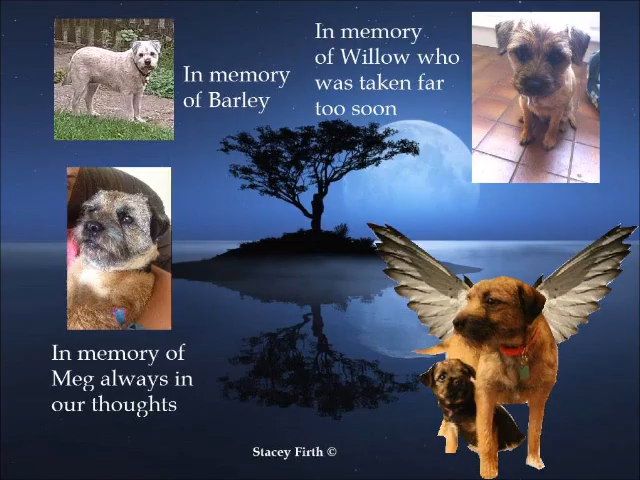 In memory
of Barley
In memory
of Willow who
was taken far
too soon
In memory of
Meg always in
our thoughts
Stacey Firth ©